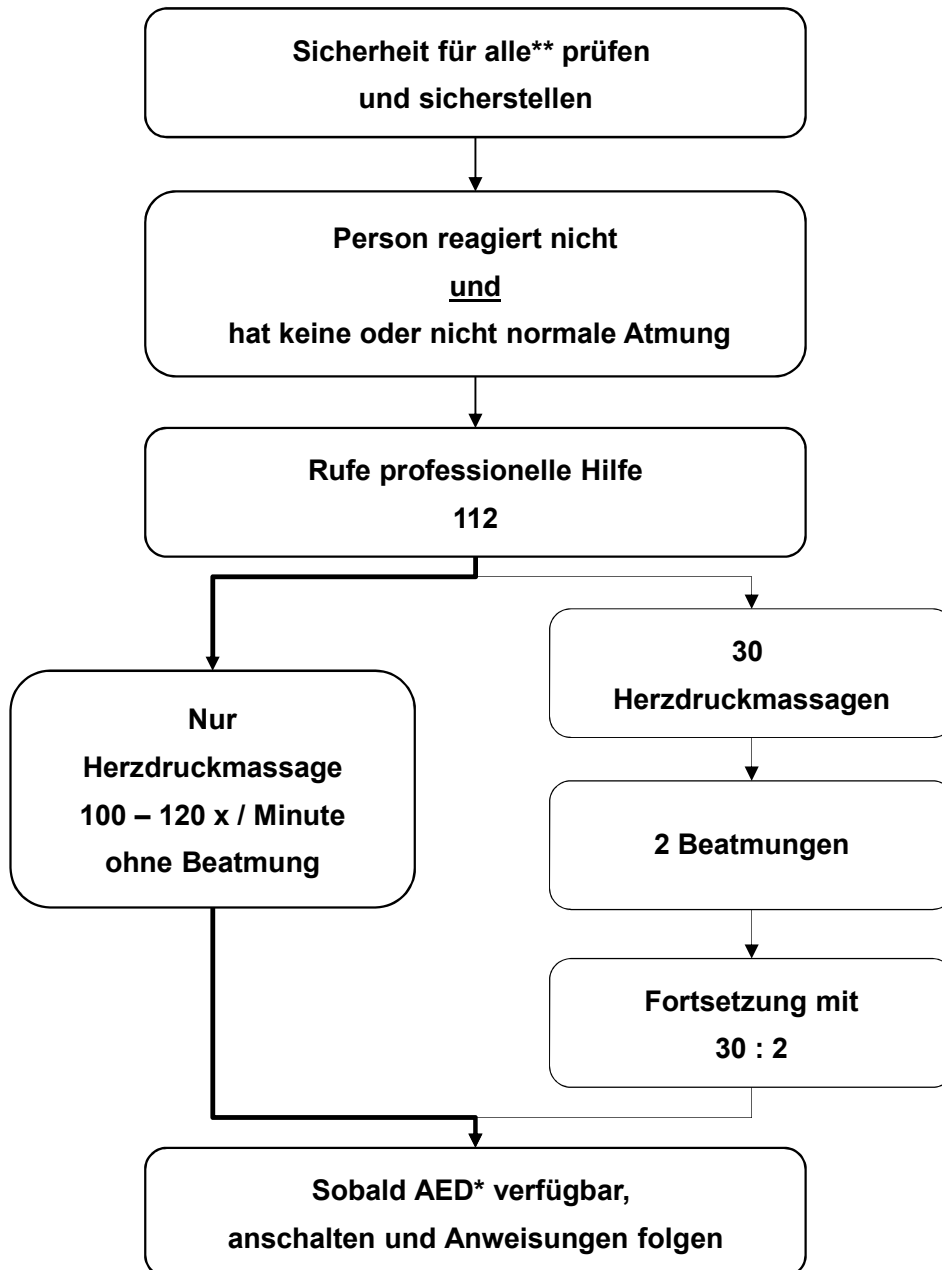 Sicherheit für alle** prüfen
und sicherstellen
Person reagiert nicht
und
hat keine oder nicht normale Atmung
Rufe professionelle Hilfe
112
Nur
Herzdruckmassage
100 – 120 x / Minute
ohne Beatmung
30
Herzdruckmassagen
2 Beatmungen
Fortsetzung mit
30 : 2
Sobald AED* verfügbar,
anschalten und Anweisungen folgen